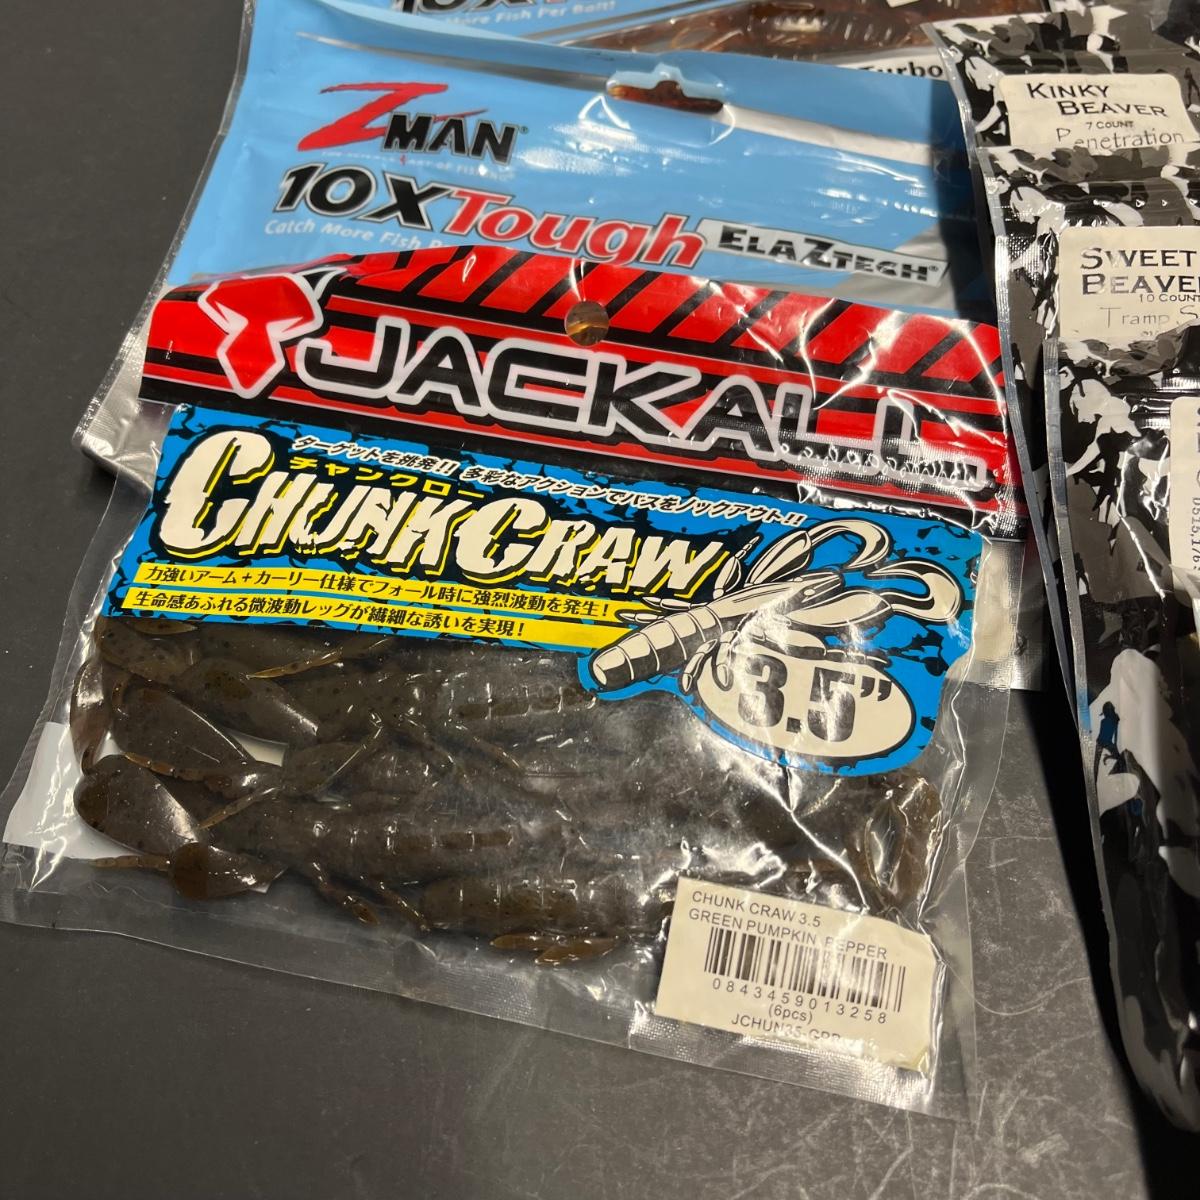 More Fish Per Bait!
Turbo
ZMAN
10X Tough ELAZTECH
Catch More Fish
KINKY
BEAVER
7 COUNT
Penetration
SWEET
BEAVER
10 COUNT
Tramp
JACKALL
ターゲットを挑発!! 多彩なアクションでバスをノックアウト!!
チャンクロー
CHUNK CRAW
力強いアーム+カーリー仕様でフォール時に強烈波動を発生!
生命感あふれる微波動レッグが繊細な誘いを実現!
3.5"
CHUNK CRAW 3.5
GREEN PUMPKIN PEPPER
0843459013258
(6pcs)